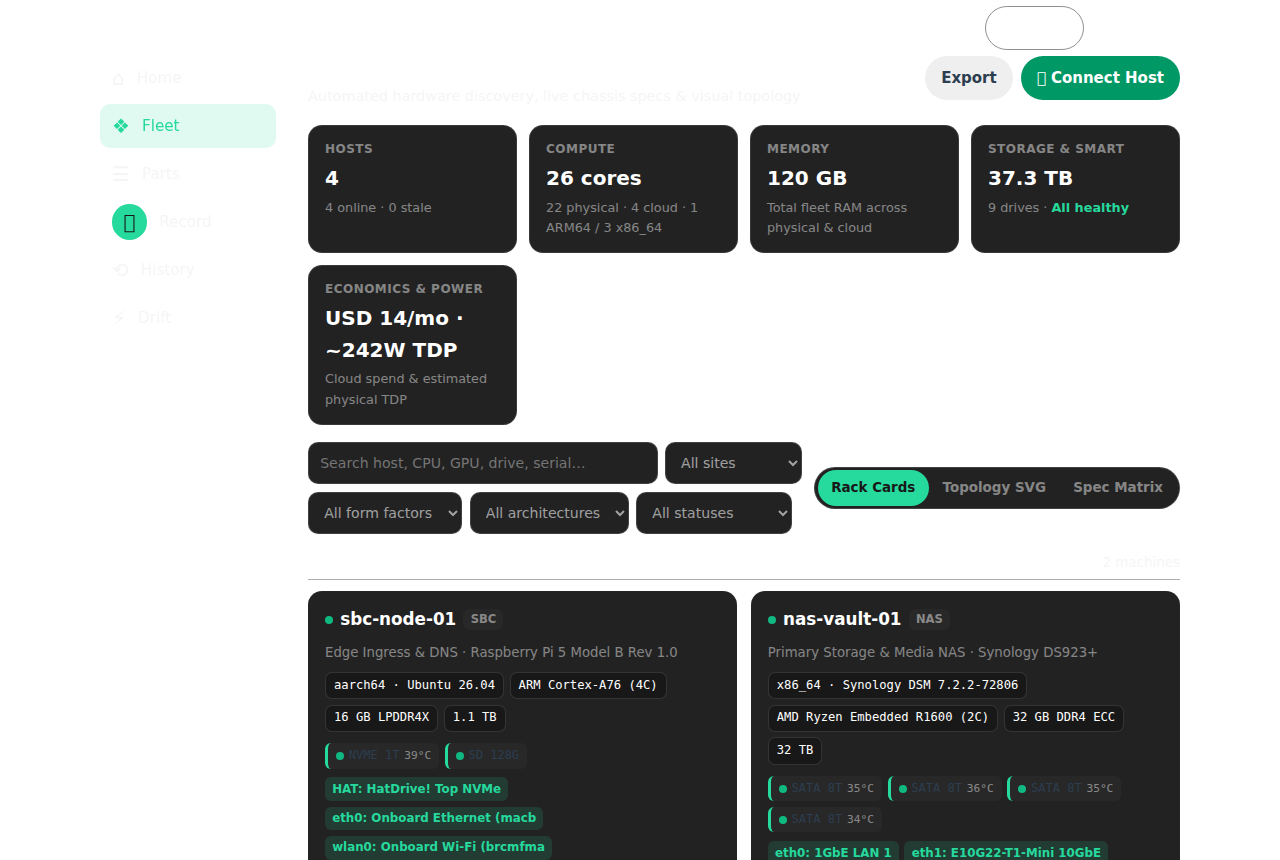 Home
Fleet
Parts
Record
History
Drift
Export
Connect Host
Automated hardware discovery, live chassis specs & visual topology
HOSTS
4
4 online · 0 stale
COMPUTE
26 cores
22 physical · 4 cloud · 1
ARM64 / 3 x86_64
MEMORY
120 GB
Total fleet RAM across
physical & cloud
STORAGE & SMART
37.3 TB
9 drives · All healthy
ECONOMICS & POWER
USD 14/mo ·
~242W TDP
Cloud spend & estimated
physical TDP
Search host, CPU, GPU, drive, serial…
All sites
All form factors
All architectures
All statuses
Rack Cards
Topology SVG
Spec Matrix
2 machines
sbc-node-01 SBC
Edge Ingress & DNS · Raspberry Pi 5 Model B Rev 1.0
aarch64 · Ubuntu 26.04
ARM Cortex-A76 (4C)
16 GB LPDDR4X
1.1 TB
NVME 1T 39°C
SD 128G
HAT: HatDrive! Top NVMe
eth0: Onboard Ethernet (macb
wlan0: Onboard Wi-Fi (brcmfma
nas-vault-01 NAS
Primary Storage & Media NAS · Synology DS923+
x86_64 · Synology DSM 7.2.2-72806
AMD Ryzen Embedded R1600 (2C)
32 GB DDR4 ECC
32 TB
SATA 8T 35°C
SATA 8T 36°C
SATA 8T 35°C
SATA 8T 34°C
eth0: 1GbE LAN 1
eth1: E10G22-T1-Mini 10GbE